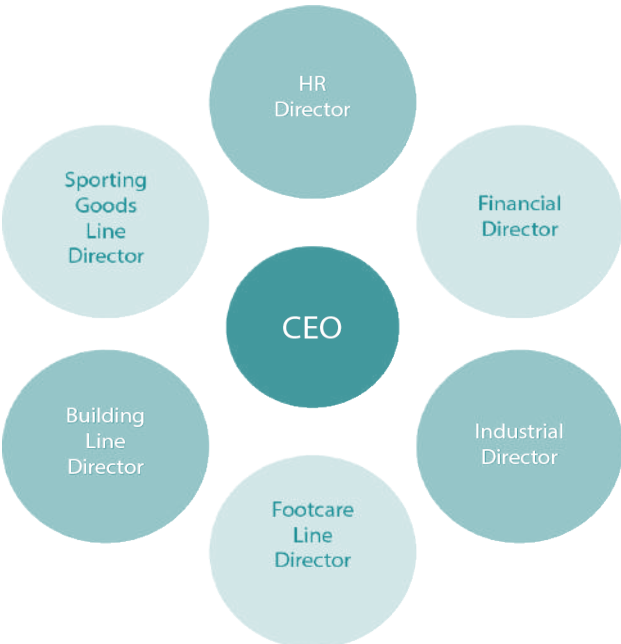 HR
Director
Sporting
Goods
Line
Director
Financial
Director
CEO
Building
Line
Director
Industrial
Director
Footcare
Line
Director